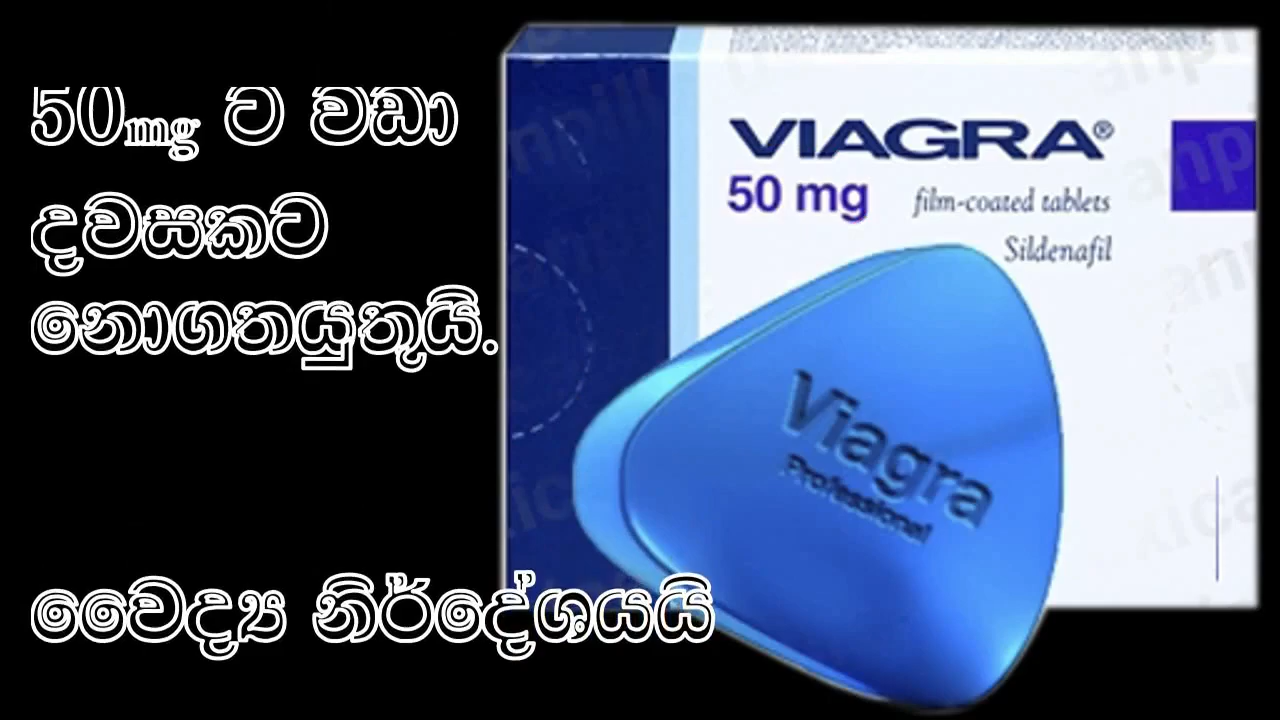 50mg ට වඩා
දවසකට
නොගතයුතුයි.
වෛද්‍ය නිර්දේශයයි
VIAGRA®
50 mg
film-coated tablets
Sildenafil
Viagra
Professional